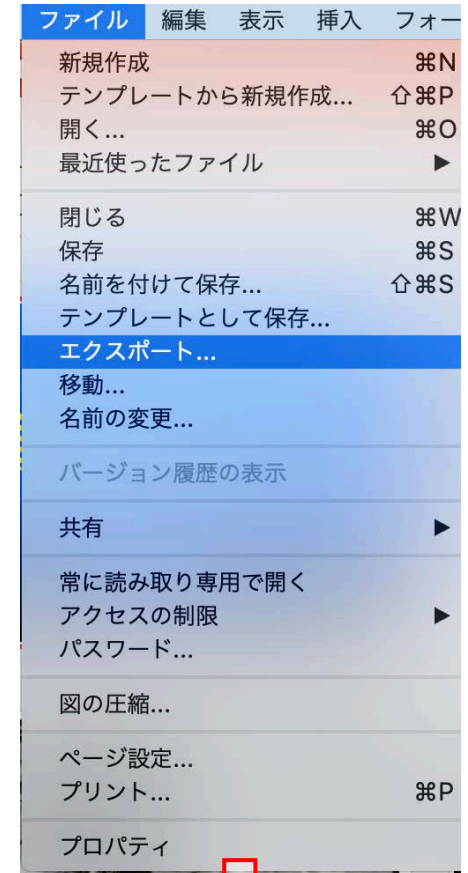 ファイル 編集 表示 挿入 フォー
新規作成 ⌘N
テンプレートから新規作成... ⇧⌘P
開く... ⌘O
最近使ったファイル ▶
閉じる ⌘W
保存 ⌘S
名前を付けて保存... ⇧⌘S
テンプレートとして保存...
エクスポート...
移動...
名前の変更...
バージョン履歴の表示
共有 ▶
常に読み取り専用で開く
アクセスの制限 ▶
パスワード...
図の圧縮...
ページ設定...
プリント... ⌘P
プロパティ